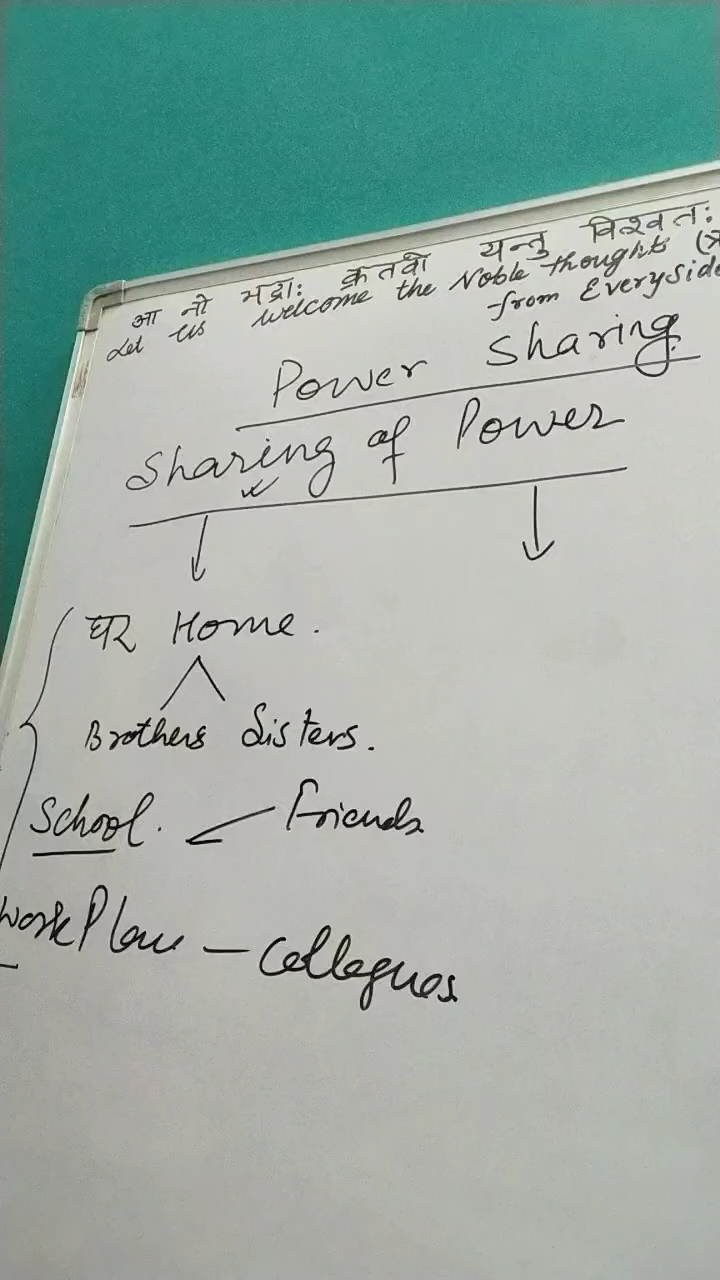 आ नो भद्राः क्रतवो यन्तु विश्वतः
Let us welcome the Noble thoughts
from Everyside
Power Sharing
Sharing of Power
घर Home.
Brothers Sisters.
School. Friends
WorkPlace - Collegues